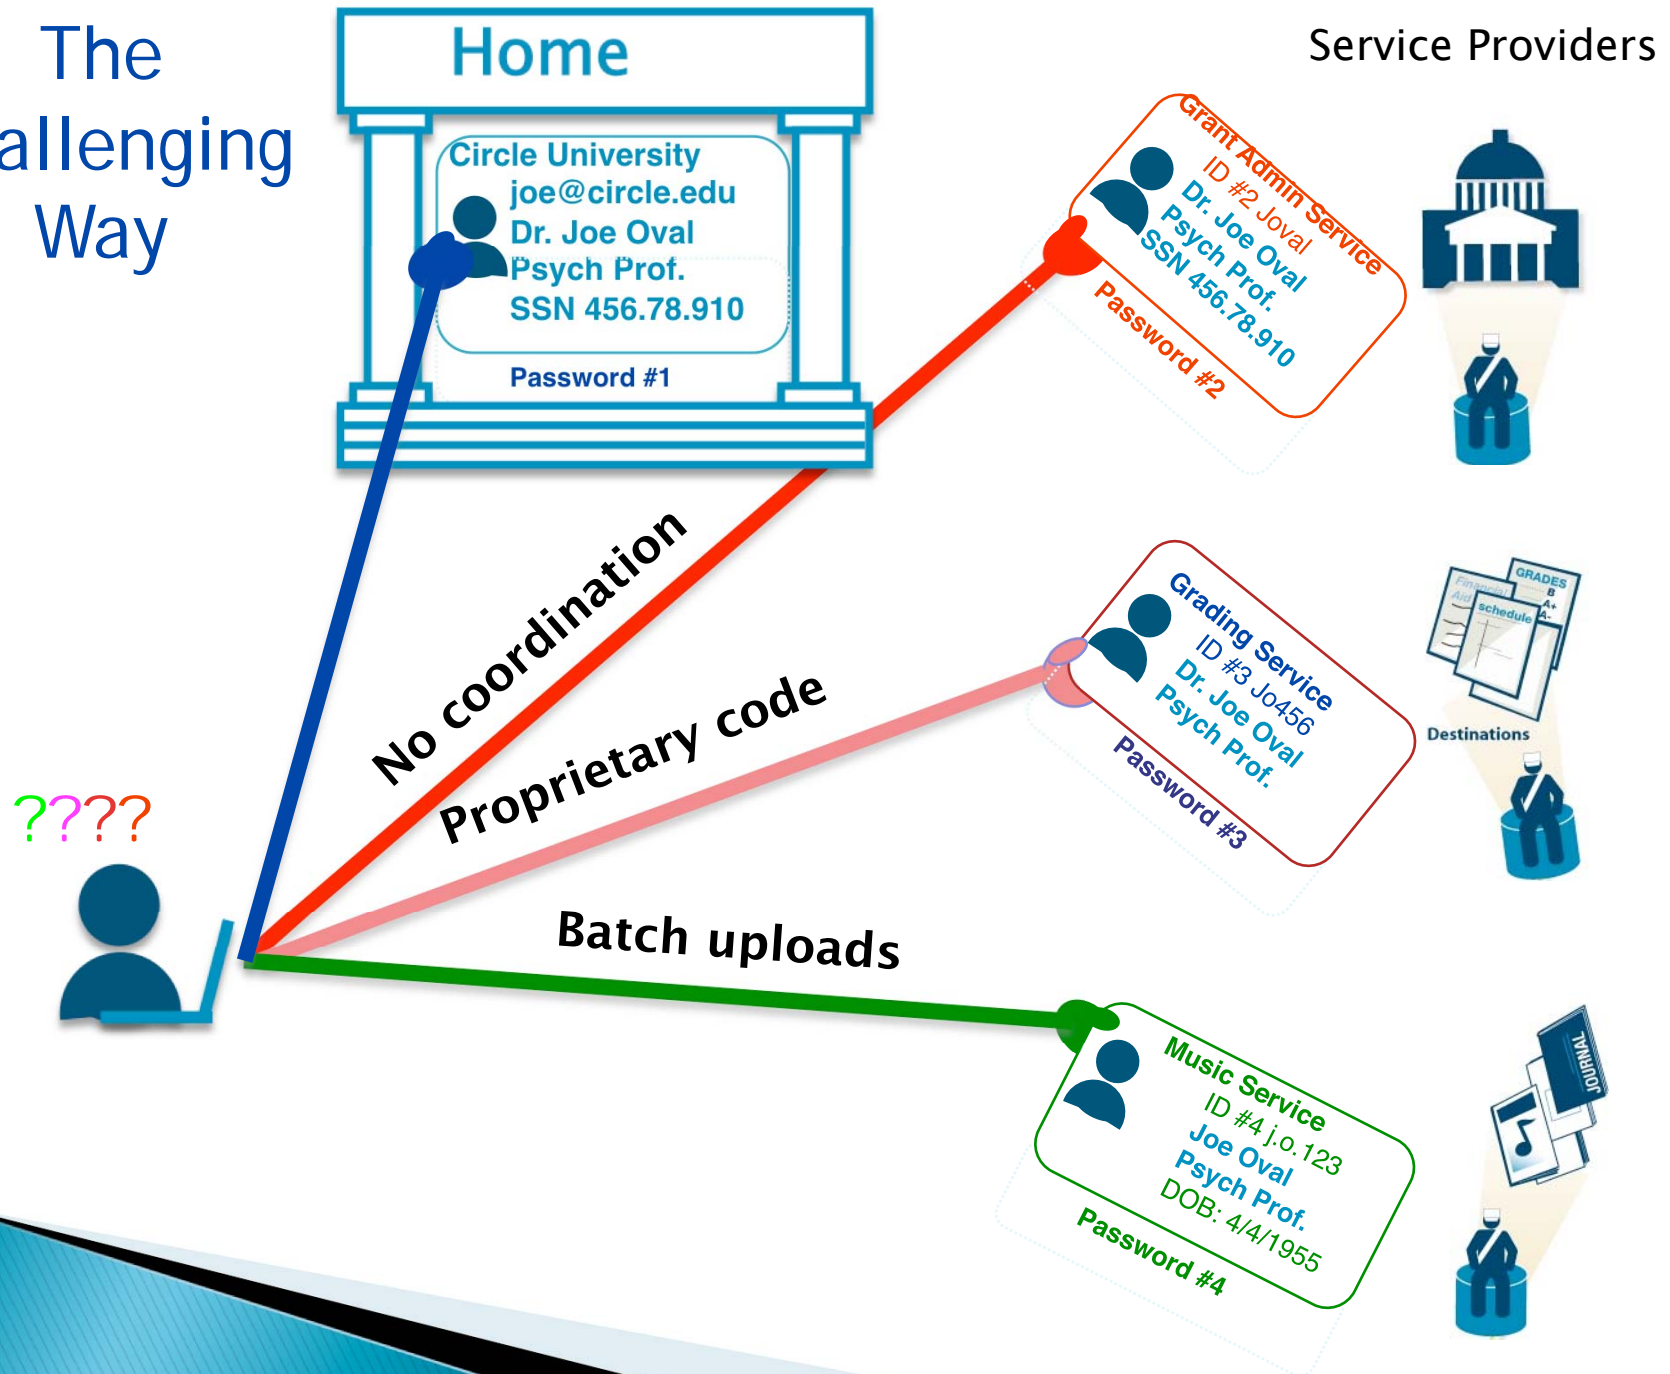 The
allenging
Way
Home
Circle University
joe@circle.edu
Dr. Joe Oval
Psych Prof.
SSN 456.78.910
Password #1
Service Providers
Grant Admin Service
ID #2 Joval
Dr. Joe Oval
Psych Prof.
SSN 456.78.910
Password #2
No coordination
Proprietary code
Batch uploads
????
Grading Service
ID #3 Jo456
Dr. Joe Oval
Psych Prof.
Password #3
Financial
Aid
GRADES
B
A+
A-
schedule
Destinations
Music Service
ID #4 j.o.123
Joe Oval
Psych Prof.
DOB: 4/4/1955
Password #4
JOURNAL